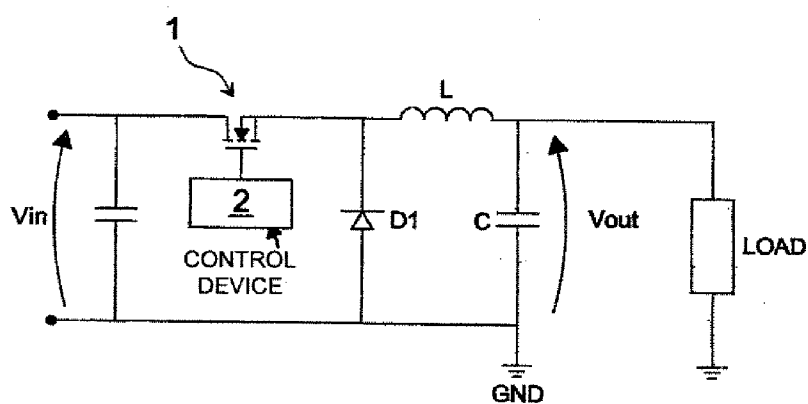 1
L
Vin
2
CONTROL
DEVICE
D1
C
Vout
LOAD
GND